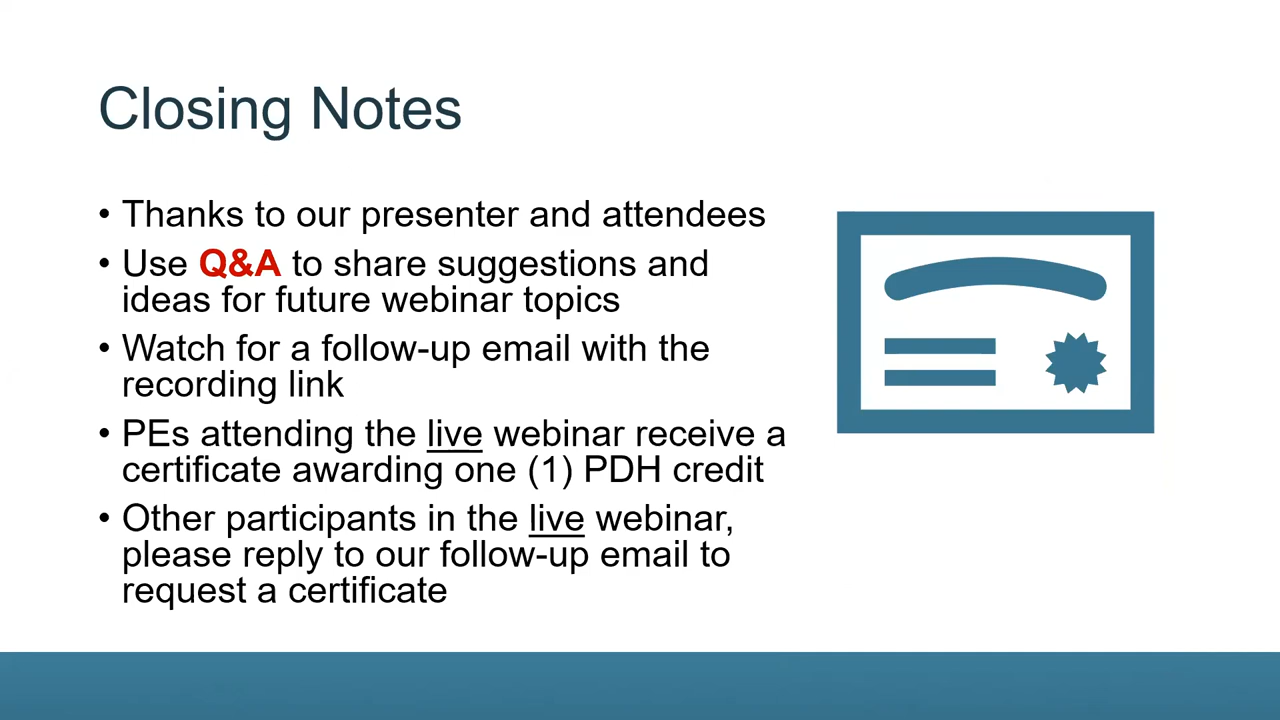 Closing Notes
• Thanks to our presenter and attendees
• Use Q&A to share suggestions and
ideas for future webinar topics
• Watch for a follow-up email with the
recording link
• PEs attending the live webinar receive a
certificate awarding one (1) PDH credit
• Other participants in the live webinar,
please reply to our follow-up email to
request a certificate